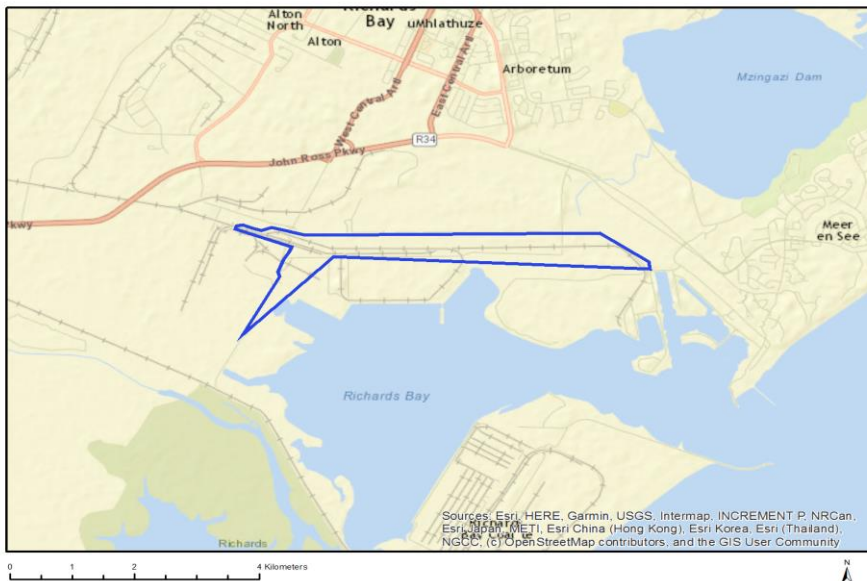 Richards
Bay
uMhlathuze
Alton
North
Alton
Arboretum
Mzingazi Dam
West Central Artl
East Central Artl
R34
John Ross Pkwy
Pkwy
Meer
en See
Richards Bay
Richards
Sources: Esri, HERE, Garmin, USGS, Intermap, INCREMENT P, NRCan,
Esri Japan, METI, Esri China (Hong Kong), Esri Korea, Esri (Thailand),
NGCC, (c) OpenStreetMap contributors, and the GIS User Community
0 1 2 4 Kilometers
N